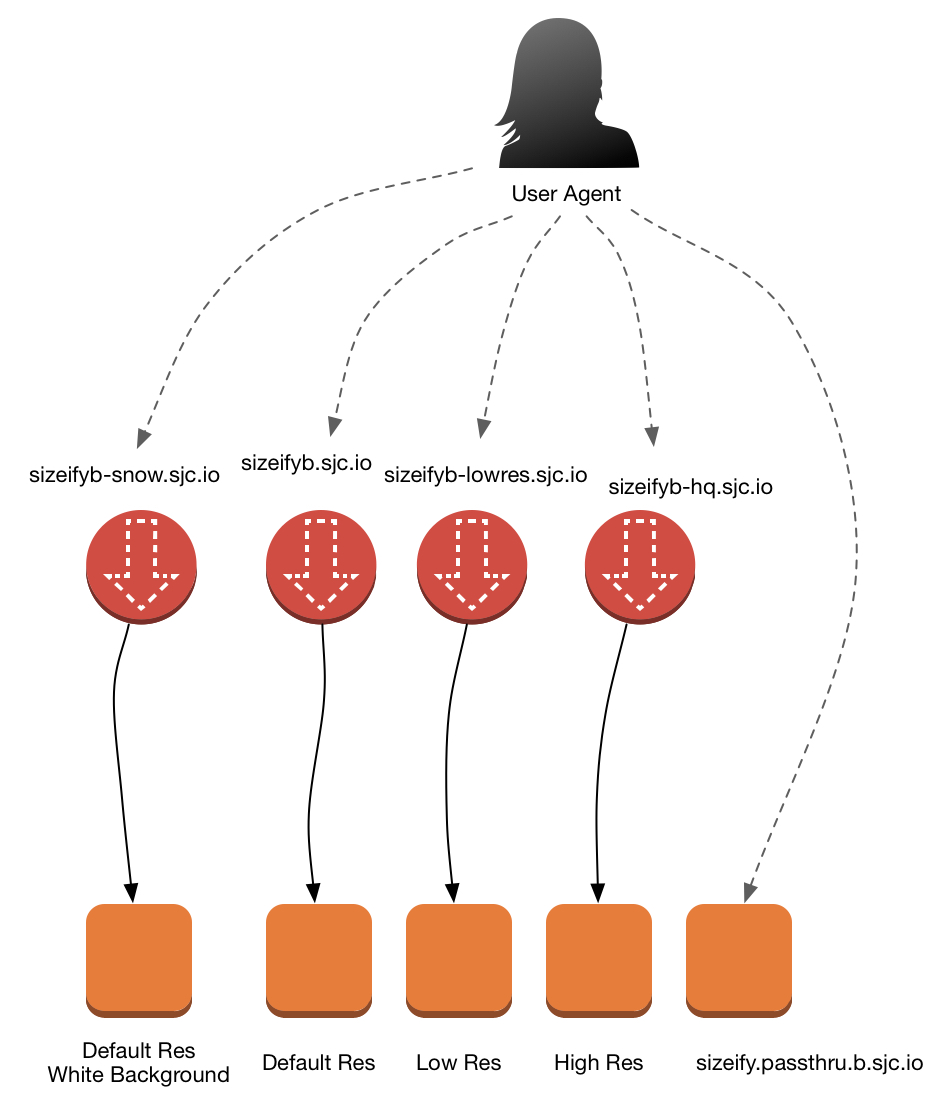 User Agent
sizeifyb-snow.sjc.io
sizeifyb.sjc.io
sizeifyb-lowres.sjc.io
sizeifyb-hq.sjc.io
Default Res
White Background
Default Res
Low Res
High Res
sizeify.passthru.b.sjc.io